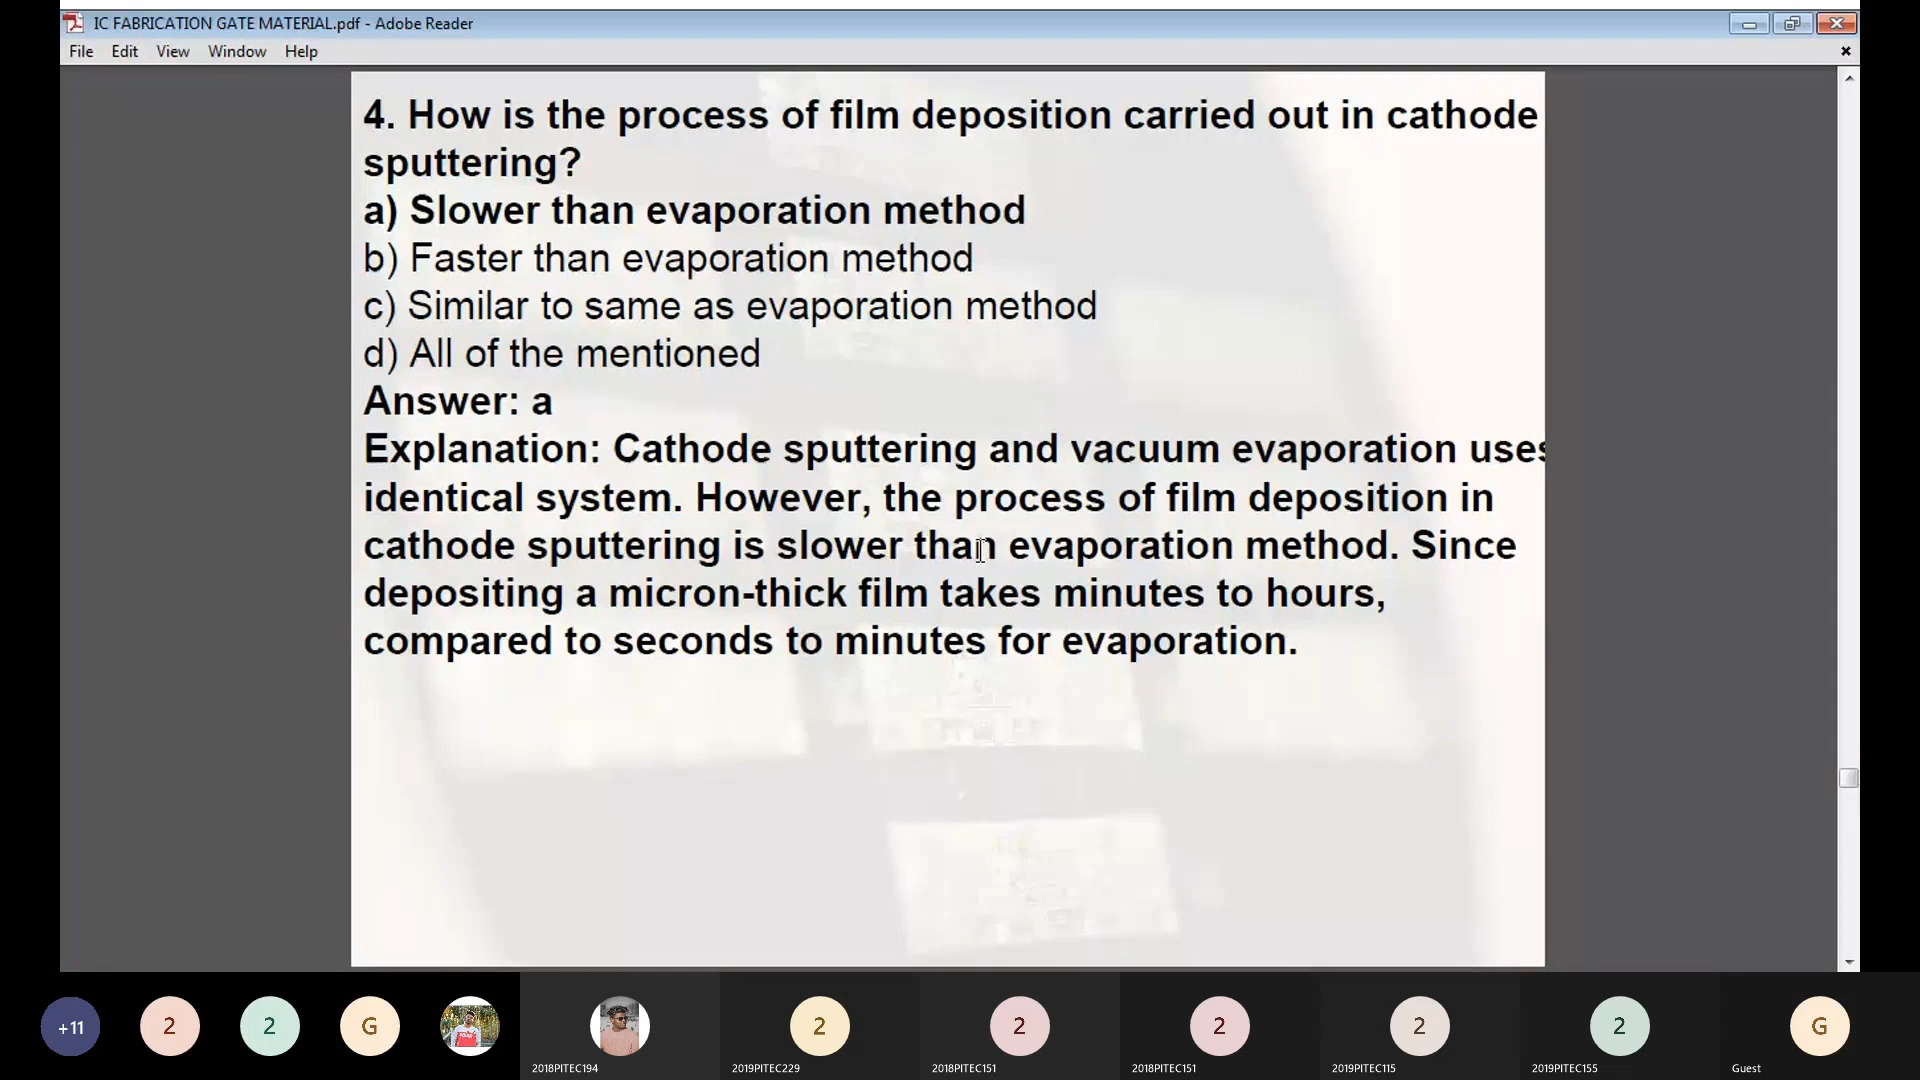 IC FABRICATION GATE MATERIAL.pdf - Adobe Reader
File Edit View Window Help
4. How is the process of film deposition carried out in cathode
sputtering?
a) Slower than evaporation method
b) Faster than evaporation method
c) Similar to same as evaporation method
d) All of the mentioned
Answer: a
Explanation: Cathode sputtering and vacuum evaporation uses
identical system. However, the process of film deposition in
cathode sputtering is slower than evaporation method. Since
depositing a micron-thick film takes minutes to hours,
compared to seconds to minutes for evaporation.
+11 2 2 G 2 2 2 2 2 G
2018PITEC194 2019PITEC229 2018PITEC151 2018PITEC151 2019PITEC115 2019PITEC155 Guest